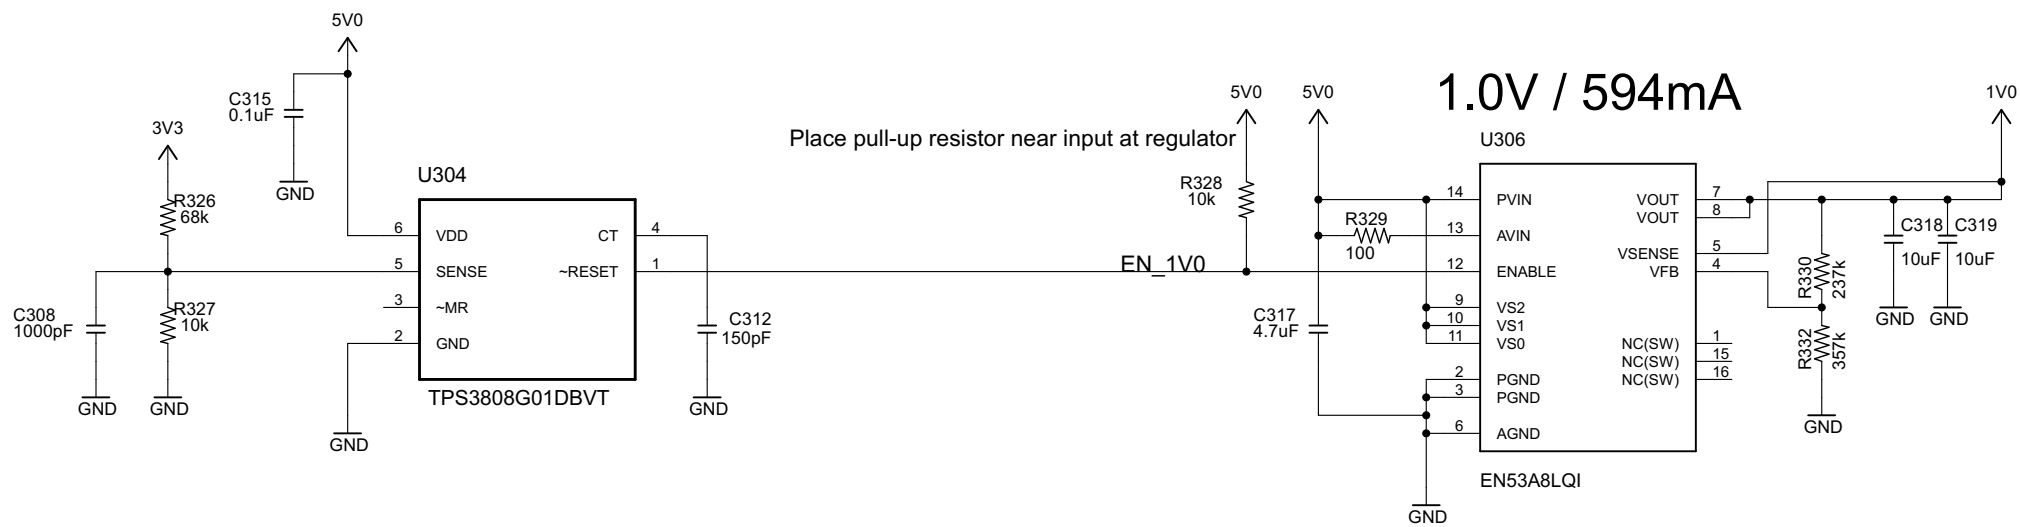 5V0
C315
0.1uF
GND
3V3
R326
68k
R327
10k
C308
1000pF
GND
GND
U304
6 VDD
5 SENSE
3 ~MR
2 GND
CT 4
~RESET 1
TPS3808G01DBVT
GND
C312
150pF
GND
Place pull-up resistor near input at regulator
5V0
R328
10k
EN_1V0
5V0
R329
100
C317
4.7uF
1.0V / 594mA
U306
14 PVIN
13 AVIN
12 ENABLE
9 VS2
10 VS1
11 VS0
2 PGND
3 PGND
6 AGND
VOUT 7
VOUT 8
VSENSE 5
VFB 4
NC(SW) 1
NC(SW) 15
NC(SW) 16
EN53A8LQI
GND
1V0
R330
237k
R332
357k
GND
C318
10uF
GND
C319
10uF
GND